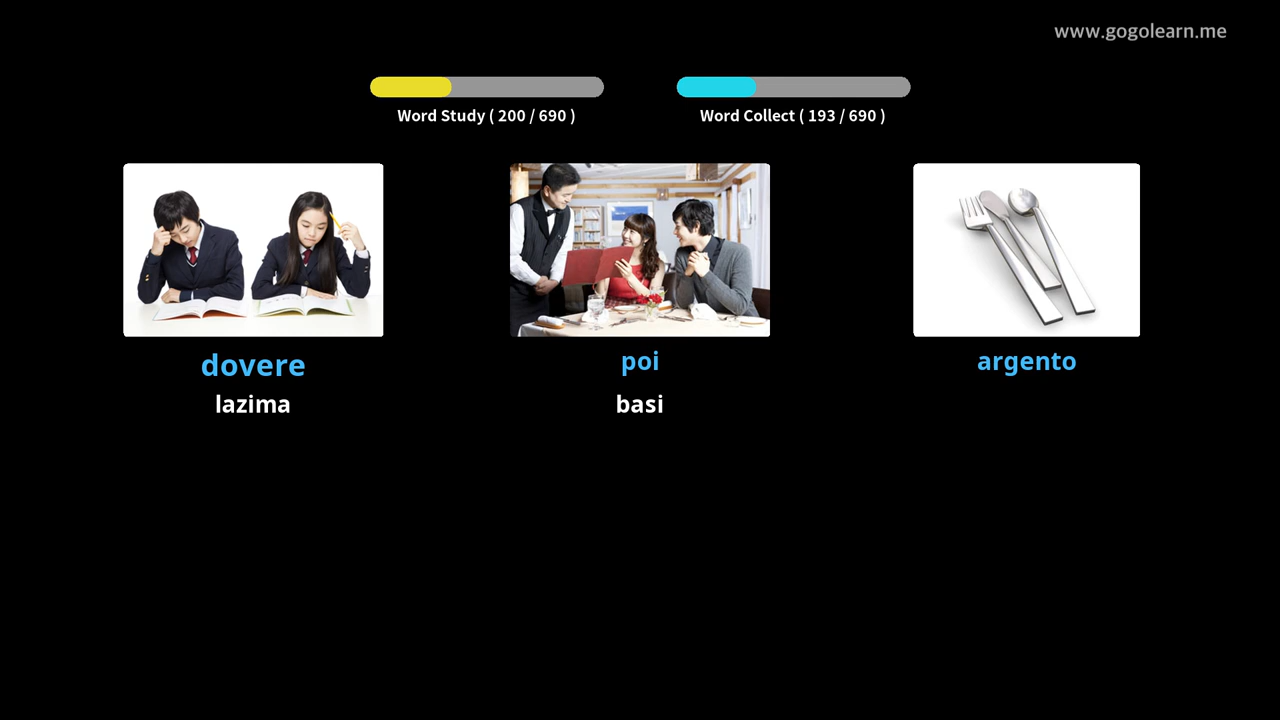 www.gogolearn.me
Word Study ( 200 / 690 )
Word Collect ( 193 / 690 )
dovere
lazima
poi
basi
argento